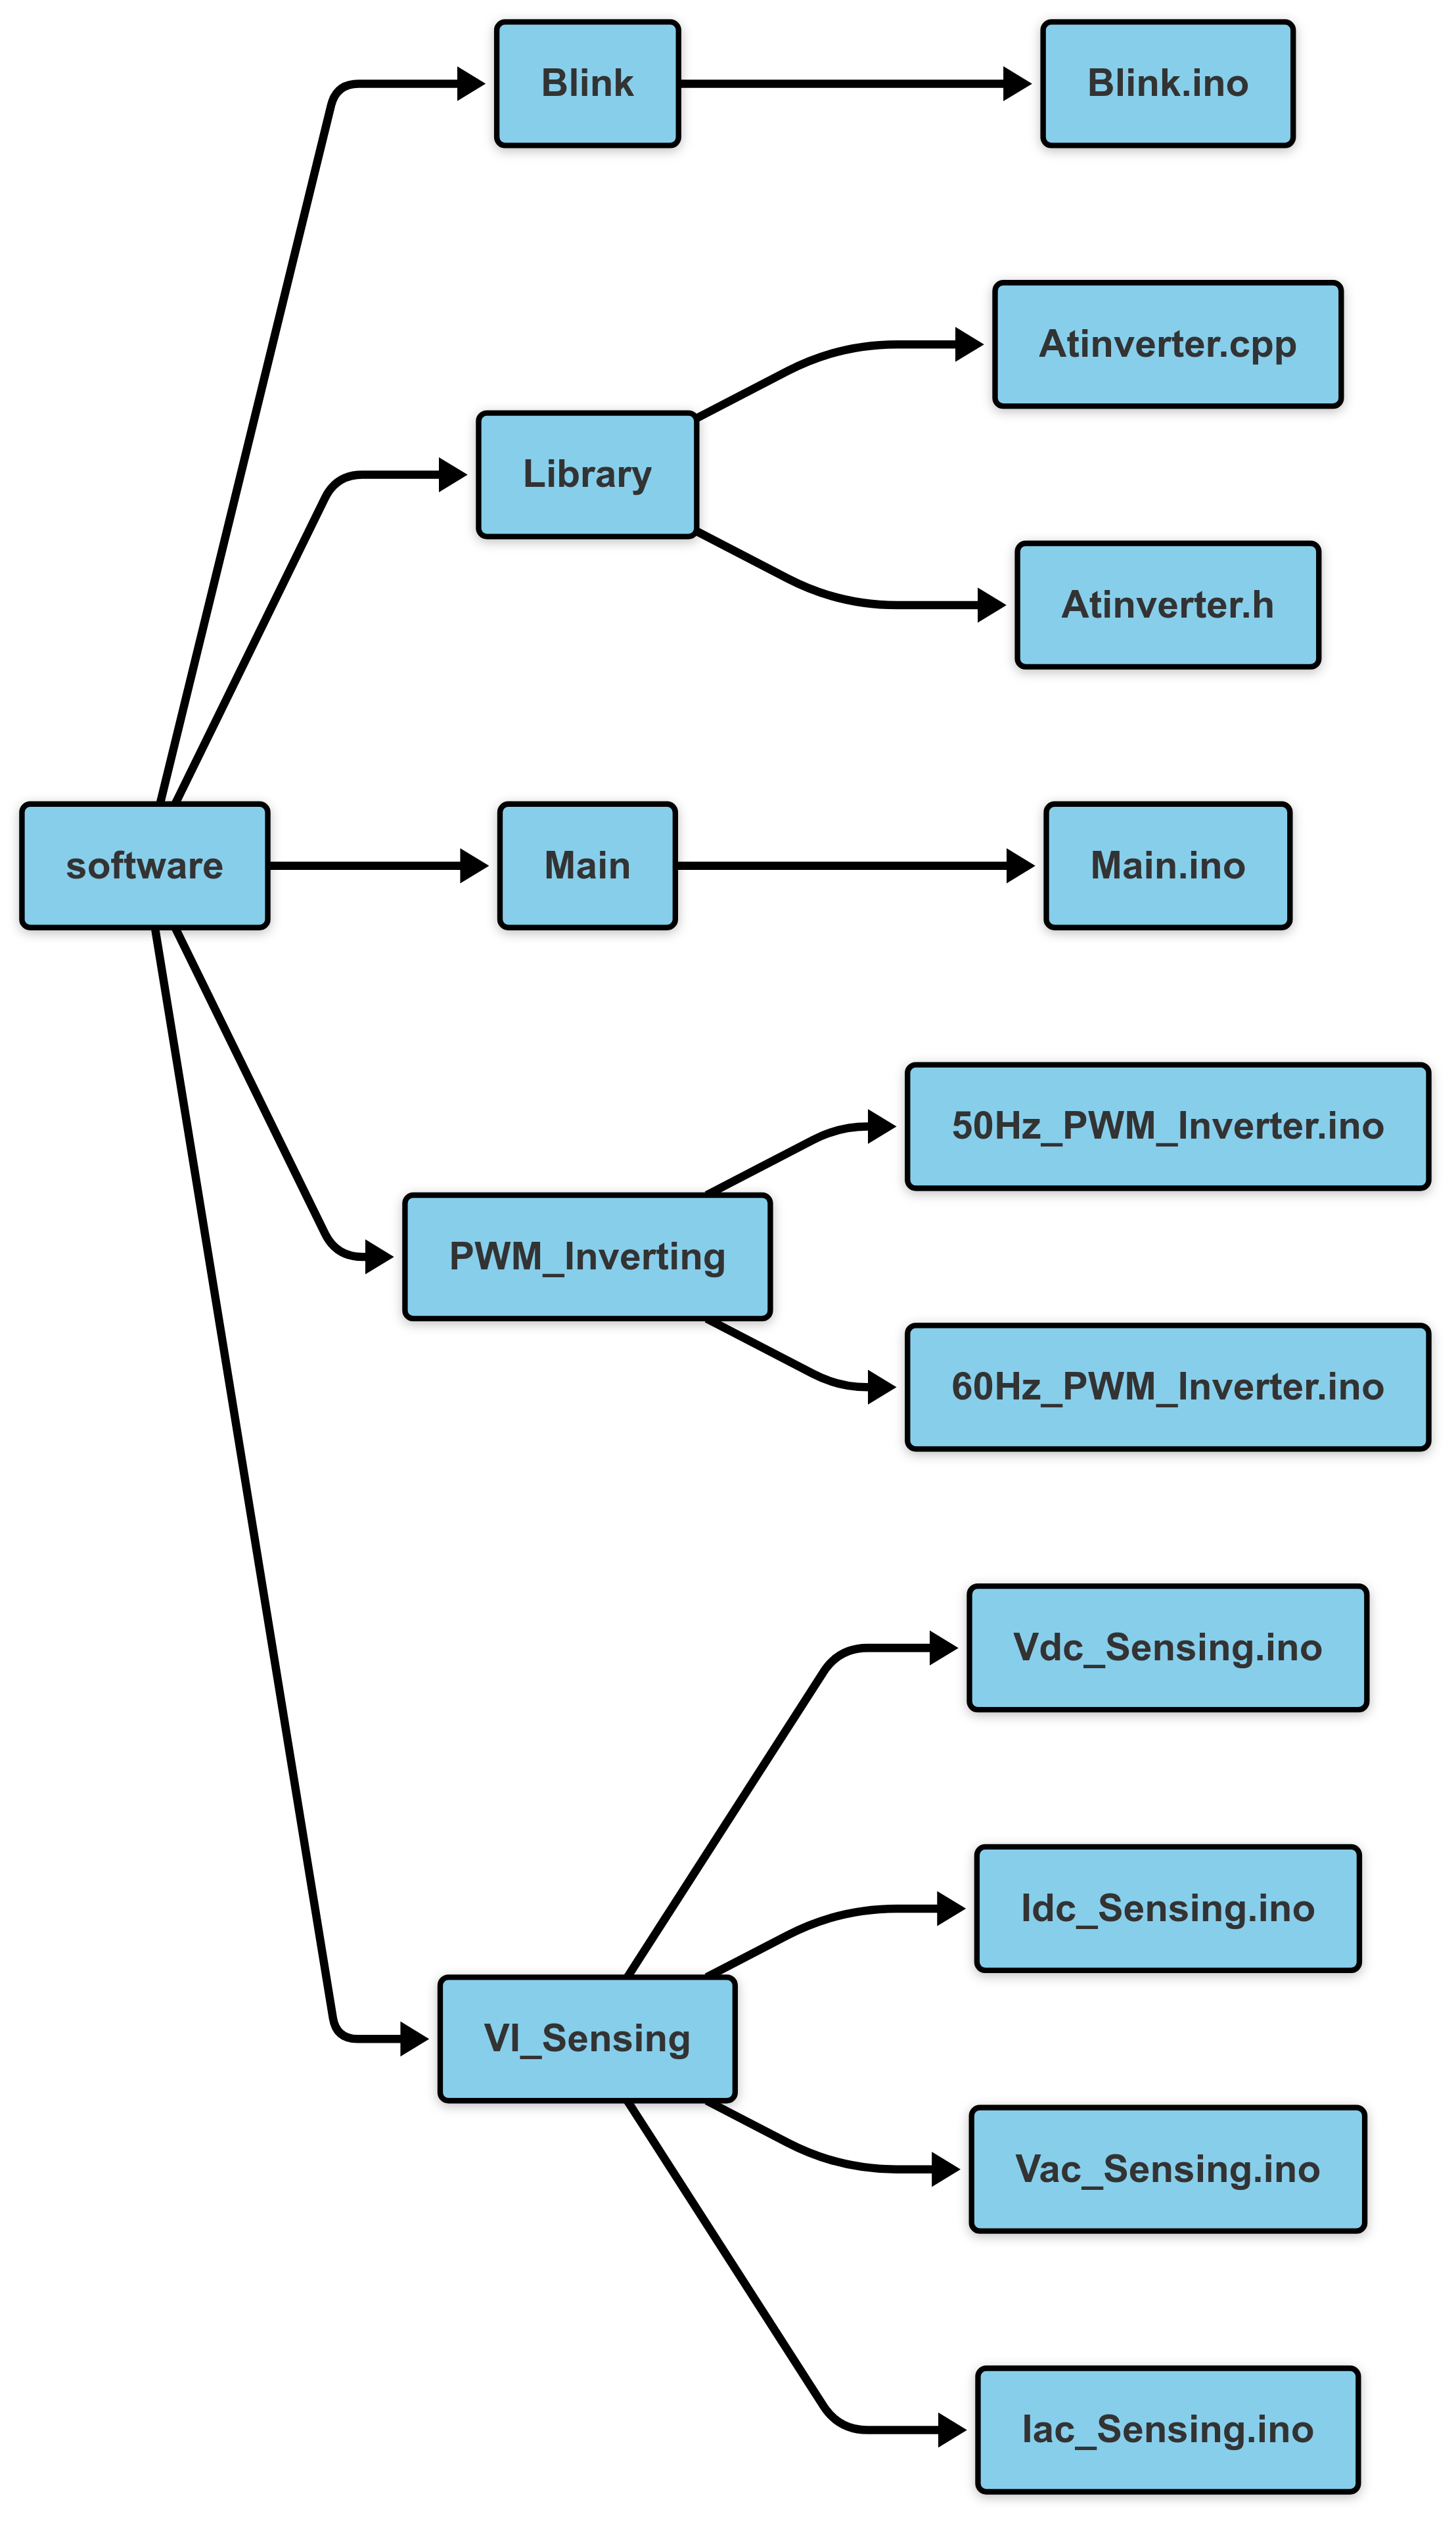 Blink
Blink.ino
Atinverter.cpp
Library
Atinverter.h
software
Main
Main.ino
50Hz_PWM_Inverter.ino
PWM_Inverting
60Hz_PWM_Inverter.ino
Vdc_Sensing.ino
Idc_Sensing.ino
VI_Sensing
Vac_Sensing.ino
Iac_Sensing.ino